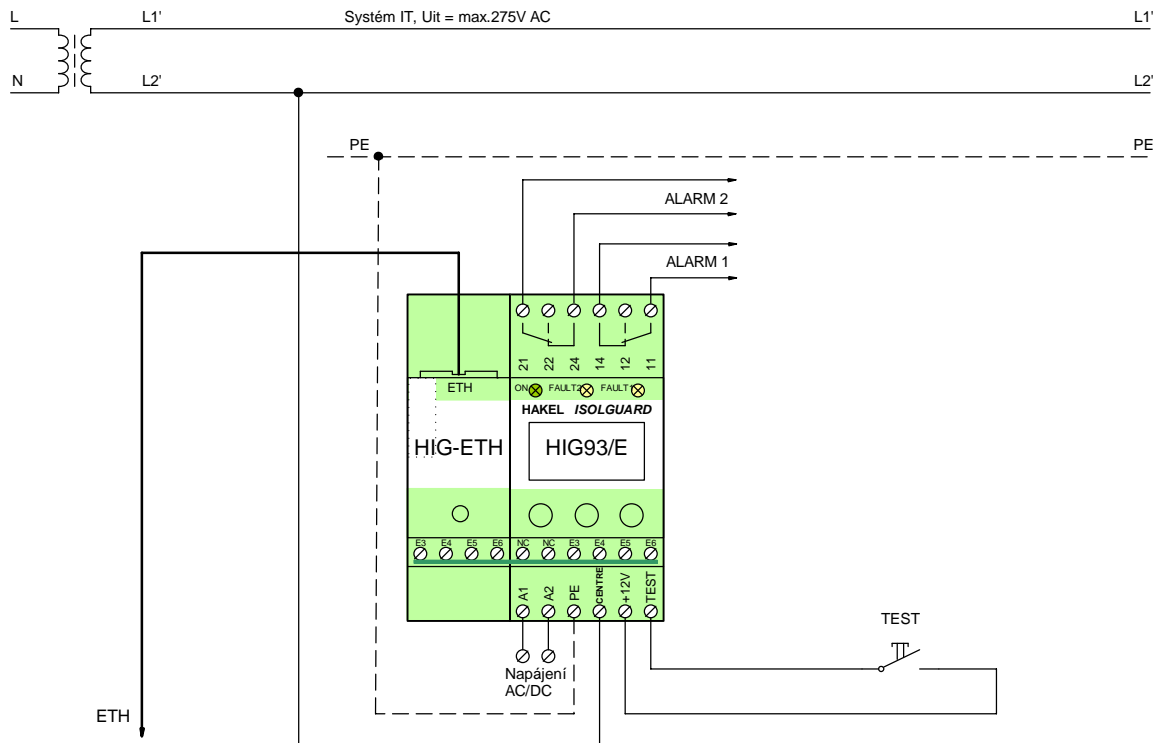 L L1' Systém IT, Uit = max.275V AC L1'
N L2' L2'
PE PE
ALARM 2
ALARM 1
21 22 24 14 12 11
ETH ON FAULT2 FAULT1
HAKEL ISOLGUARD
HIG-ETH HIG93/E
E3 E4 E5 E6 NC NC E3 E4 E5 E6
A1 A2 PE CENTRE +12V TEST
TEST
Napájení
AC/DC
ETH